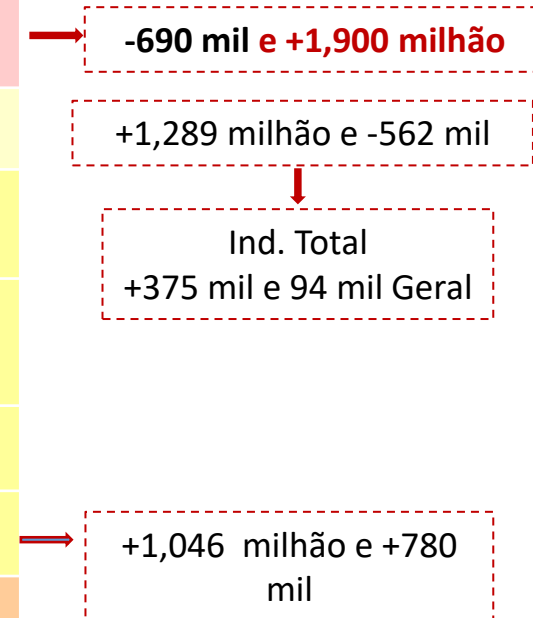 -690 mil e +1,900 milhão
+1,289 milhão e -562 mil
Ind. Total
+375 mil e 94 mil Geral
+1,046 milhão e +780
mil